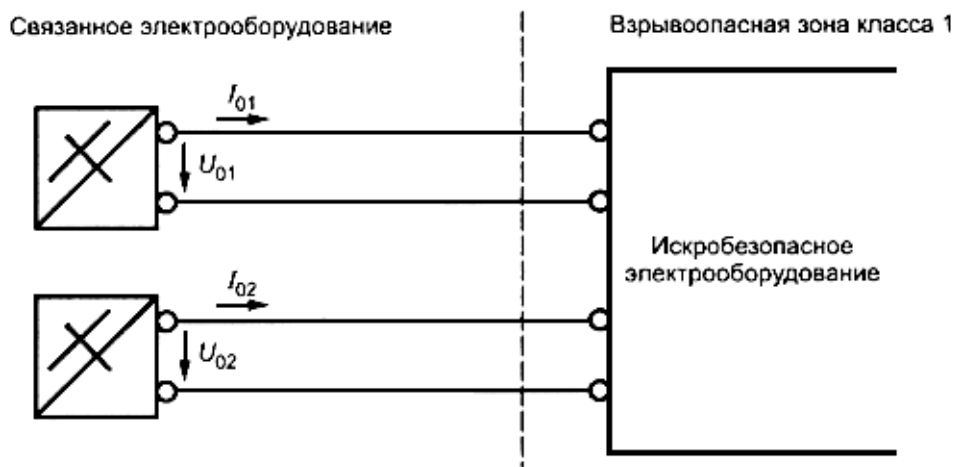 Связанное электрооборудование
Взрывоопасная зона класса 1
I01
U01
Искробезопасное
электрооборудование
I02
U02